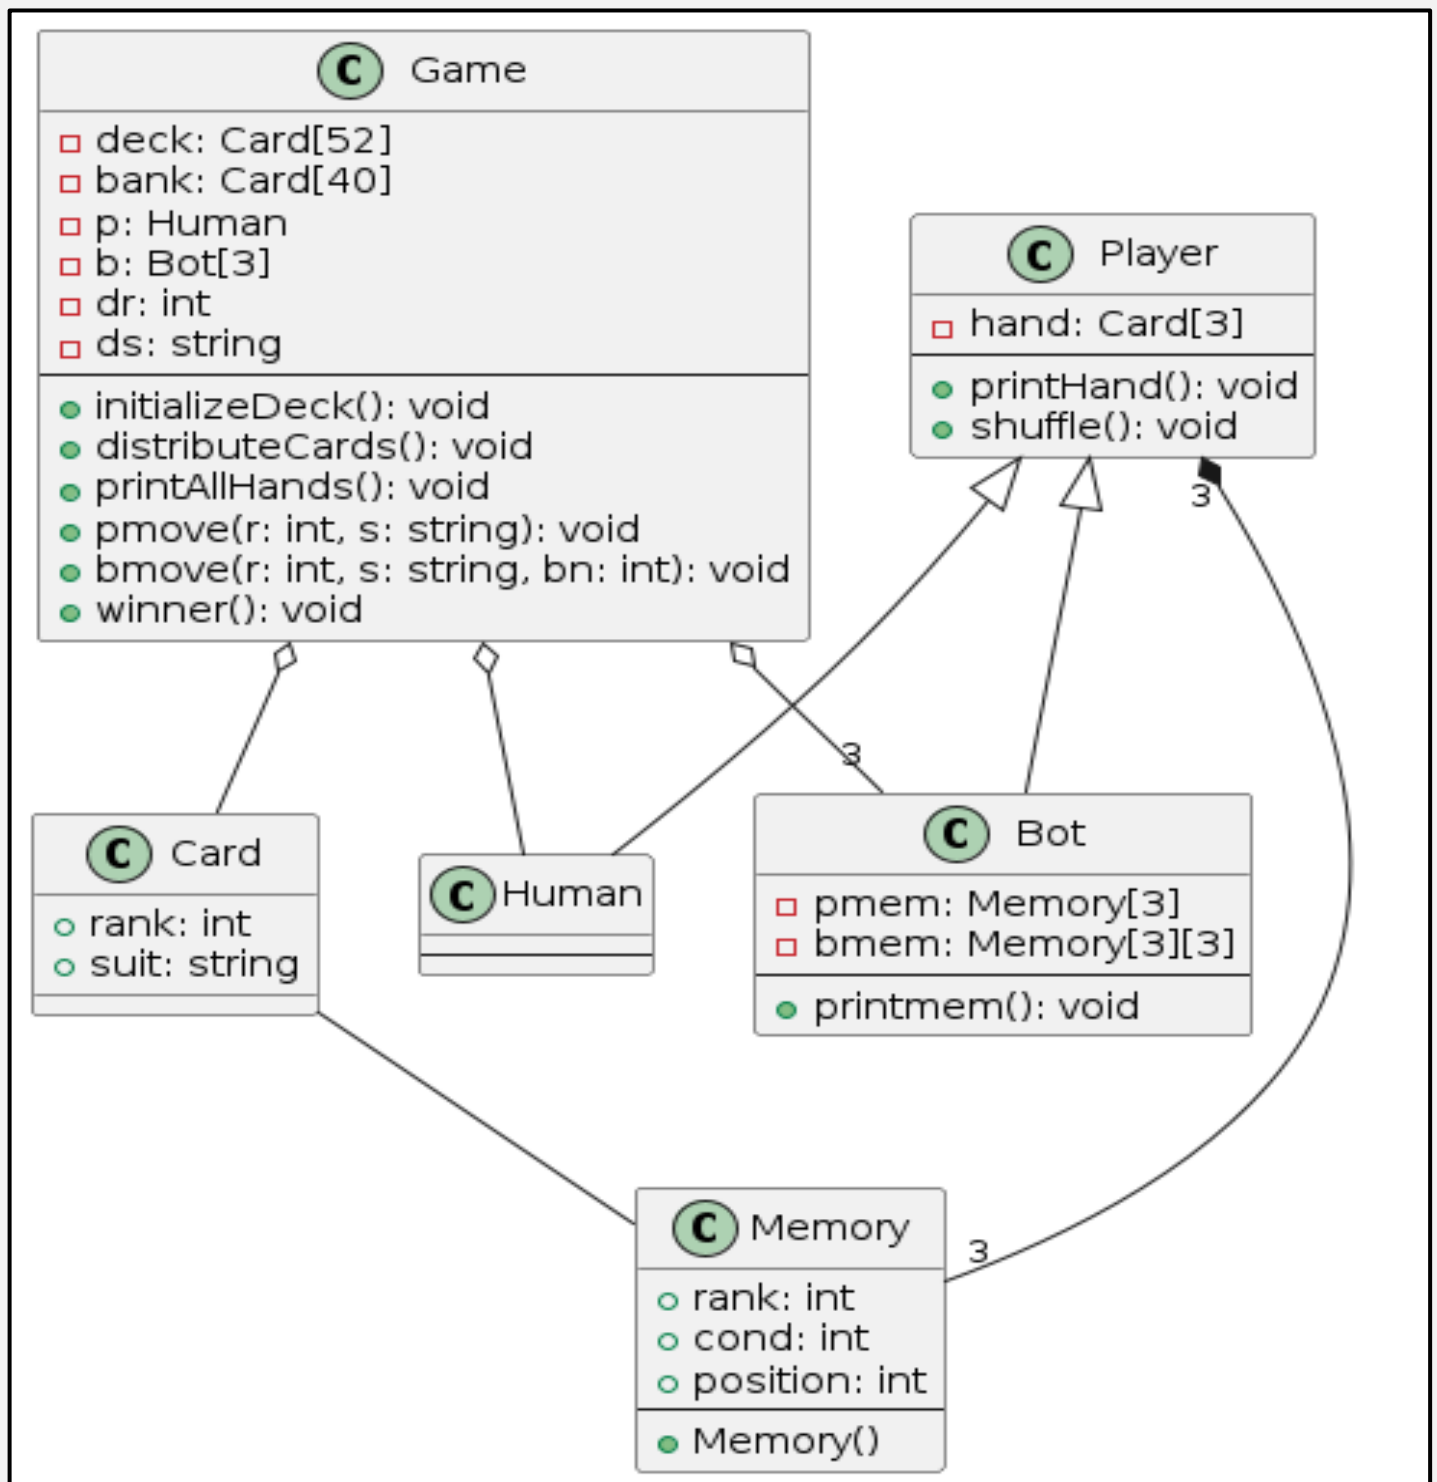 C Game
deck: Card[52]
bank: Card[40]
p: Human
b: Bot[3]
dr: int
ds: string
initializeDeck(): void
distributeCards(): void
printAllHands(): void
pmove(r: int, s: string): void
bmove(r: int, s: string, bn: int): void
winner(): void
C Player
hand: Card[3]
printHand(): void
shuffle(): void
3
3
C Card
rank: int
suit: string
C Human
C Bot
pmem: Memory[3]
bmem: Memory[3][3]
printmem(): void
C Memory
rank: int
cond: int
position: int
Memory()
3